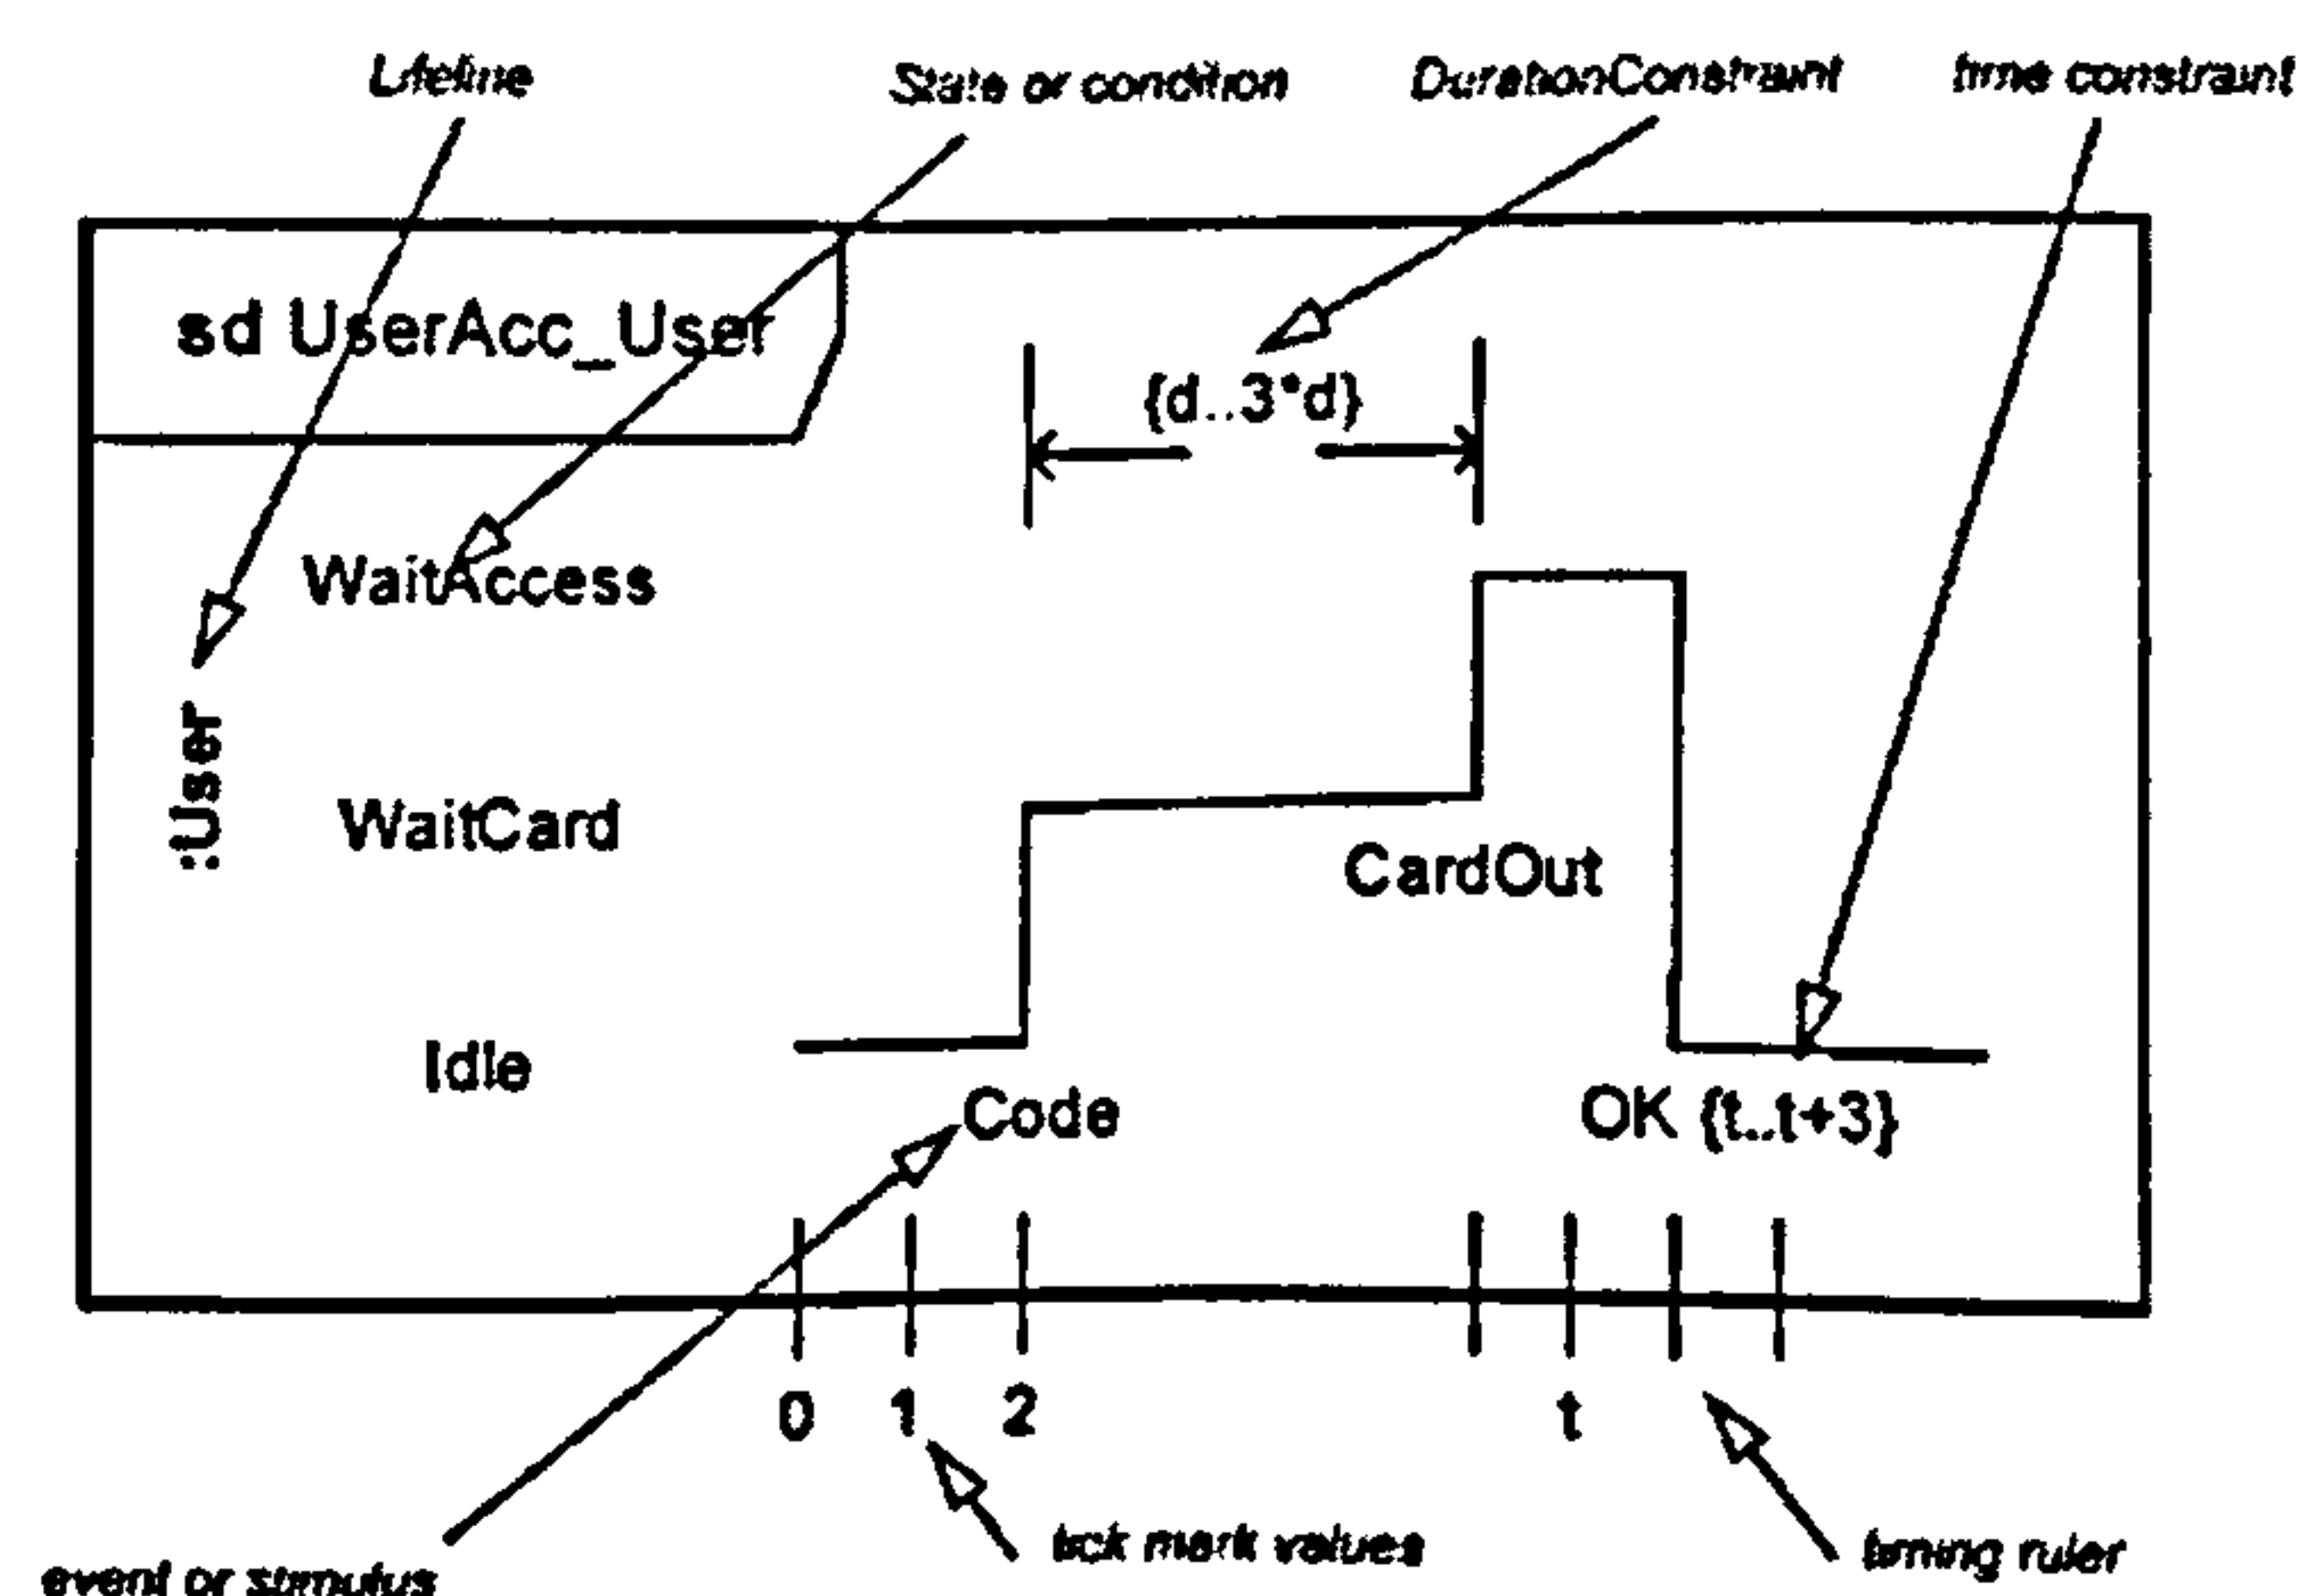 Lifeline
State or condition
DurationConstraint
time constraint
sd UserAcc_User
{d..3*d}
WaitAccess
:User
WaitCard
CardOut
Idle
Code
OK {t..t+3}
0 1 2 t
tick mark values
timing ruler
event or stimulus